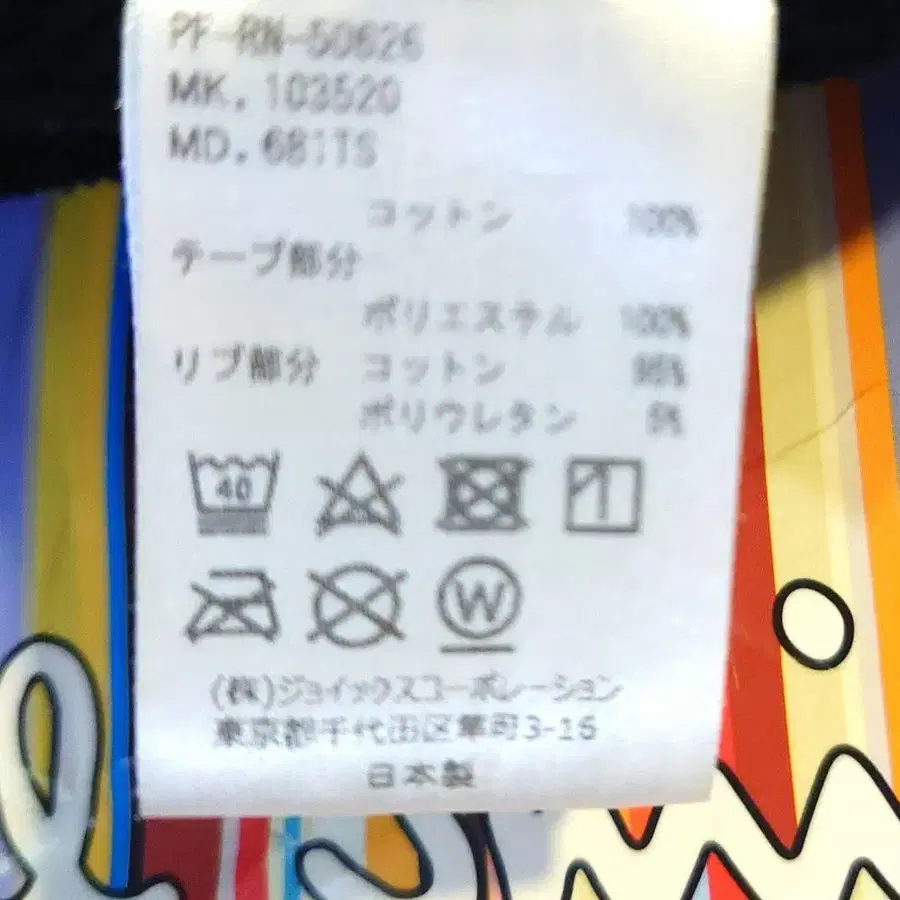 PF-RN-50626
MK. 103520
MD. 681TS
コットン 100%
テープ部分
ポリエステル 100%
リブ部分 コットン 95%
ポリウレタン 5%
40
W
(株)ジョイックスコーポレーション
東京都千代田区隼町3-16
日本製